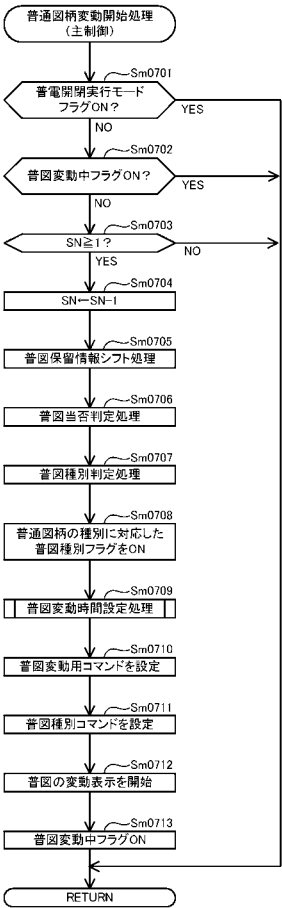 普通図柄変動開始処理
(主制御)
Sm0701
普電開閉実行モード
フラグON?
YES
NO
Sm0702
普図変動中フラグON?
YES
NO
Sm0703
SN≧1?
NO
YES
Sm0704
SN←SN-1
Sm0705
普図保留情報シフト処理
Sm0706
普図当否判定処理
Sm0707
普図種別判定処理
Sm0708
普通図柄の種別に対応した
普図種別フラグをON
Sm0709
普図変動時間設定処理
Sm0710
普図変動用コマンドを設定
Sm0711
普図種別コマンドを設定
Sm0712
普図の変動表示を開始
Sm0713
普図変動中フラグON
RETURN